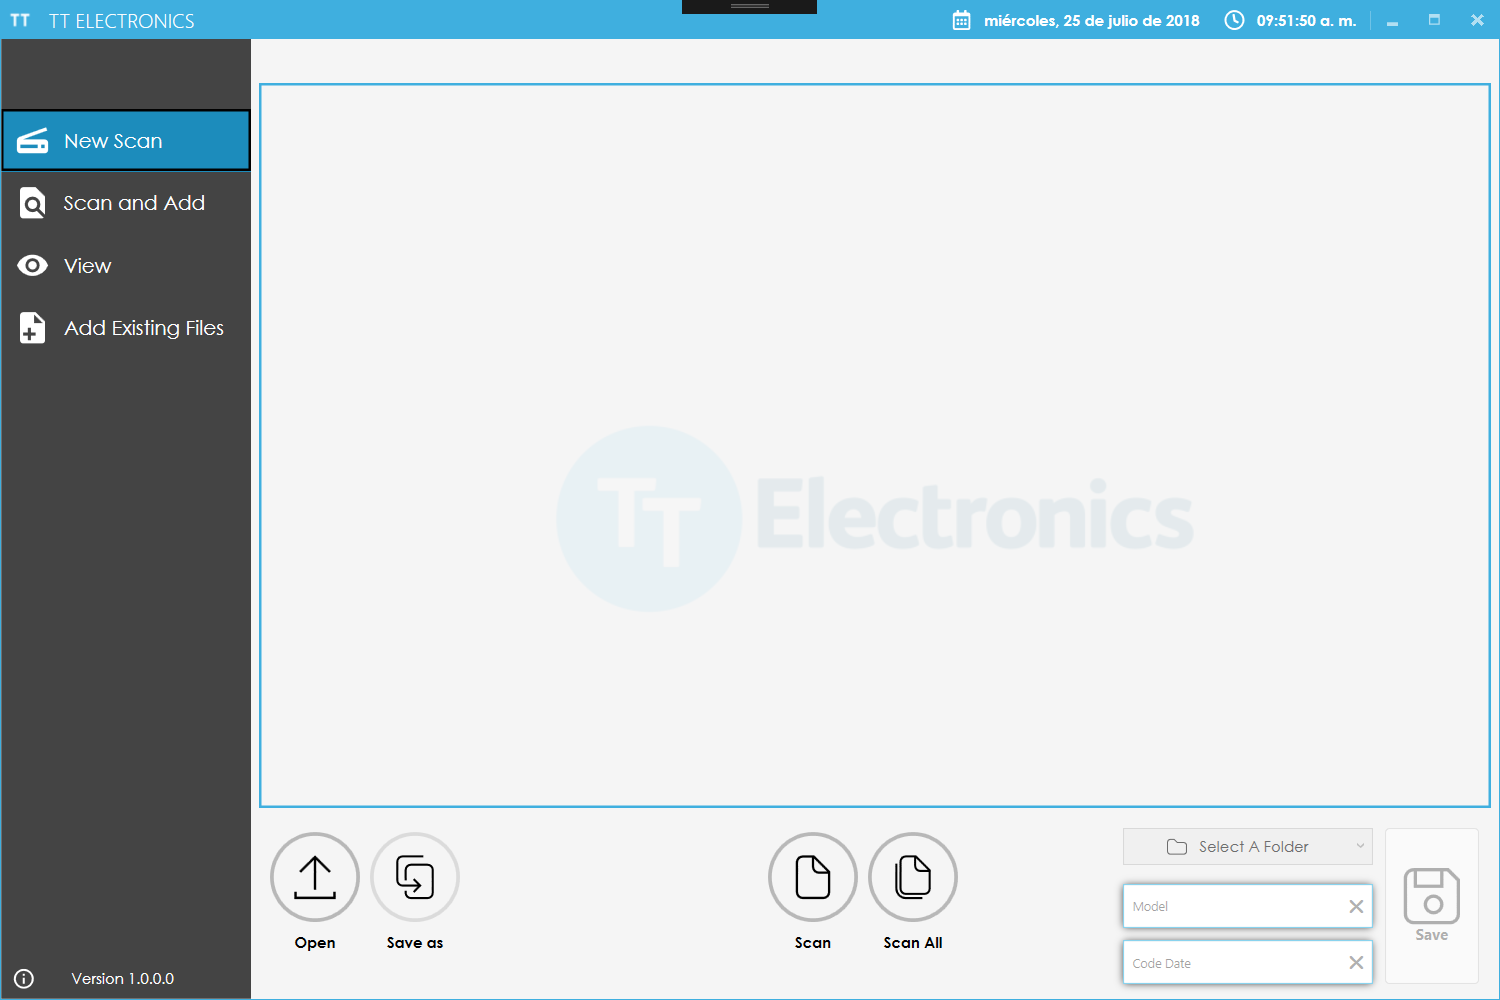 TT TT ELECTRONICS
miércoles, 25 de julio de 2018
09:51:50 a. m.
New Scan
Scan and Add
View
Add Existing Files
TT Electronics
Open
Save as
Scan
Scan All
Select A Folder
Model
Code Date
Save
Version 1.0.0.0